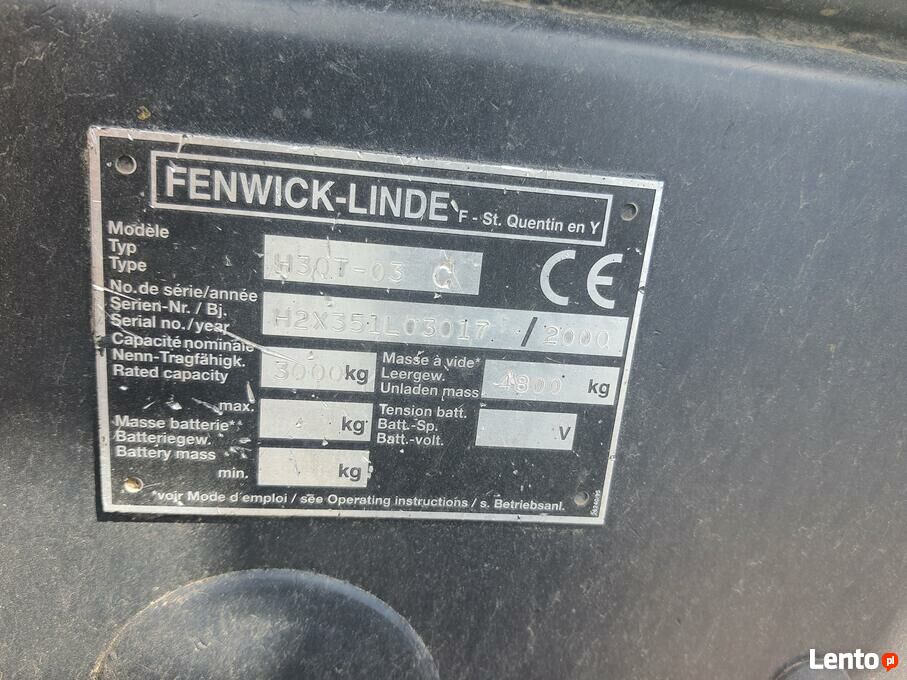 FENWICK-LINDE F - St. Quentin en Y
Modèle
Typ
Type
H30T-03 G
CE
No. de série/année
Serien-Nr. / Bj.
Serial no./year
H2X351L03017 / 2000
Capacité nominale
Nenn-Tragfähigk.
Rated capacity
3000 kg
Masse à vide*
Leergew.
Unladen mass
4800 kg
max.
Masse batterie**
Batteriegew.
Battery mass
min.
kg
kg
Tension batt.
Batt.-Sp.
Batt.-volt.
V
*voir Mode d'emploi / see Operating instructions / s. Betriebsanl.
Lento.pl